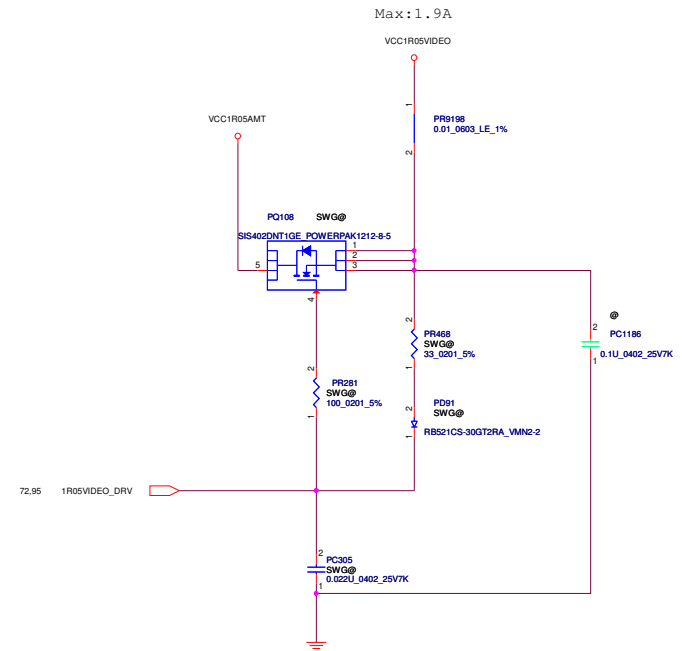 Max:1.9A
VCC1R05VIDEO
VCC1R05AMT
1
PR9198
0.01_0603_LE_1%
2
PQ108 SWG@
SIS402DNT1GE_POWERPAK1212-8-5
1
2
5 3
4
@
2
PC1186
0.1U_0402_25V7K
1
2
PR468
SWG@
33_0201_5%
1
2
PR281
SWG@
100_0201_5%
1
2
PD91
SWG@
RB521CS-30GT2RA_VMN2-2
1
72,95 1R05VIDEO_DRV
2
PC305
SWG@
0.022U_0402_25V7K
1